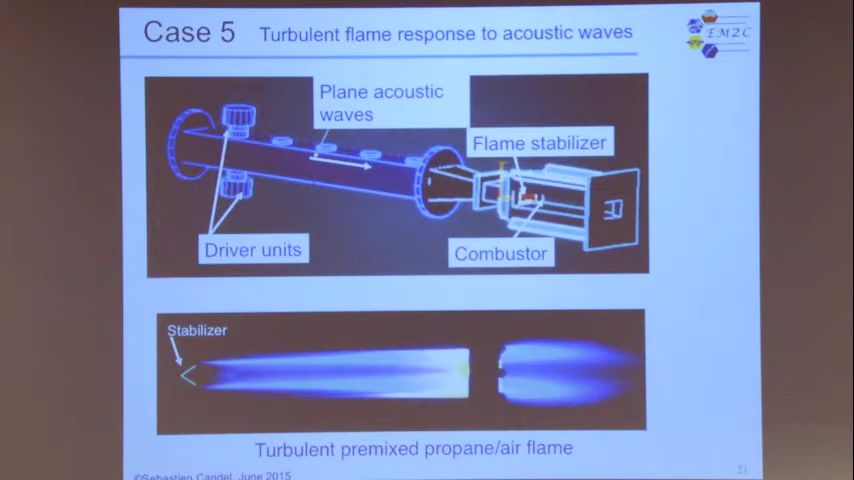 Case 5
Turbulent flame response to acoustic waves
EM2C
Plane acoustic
waves
Flame stabilizer
Driver units
Combustor
Stabilizer
Turbulent premixed propane/air flame
©Sebastien Candel, June 2015
21